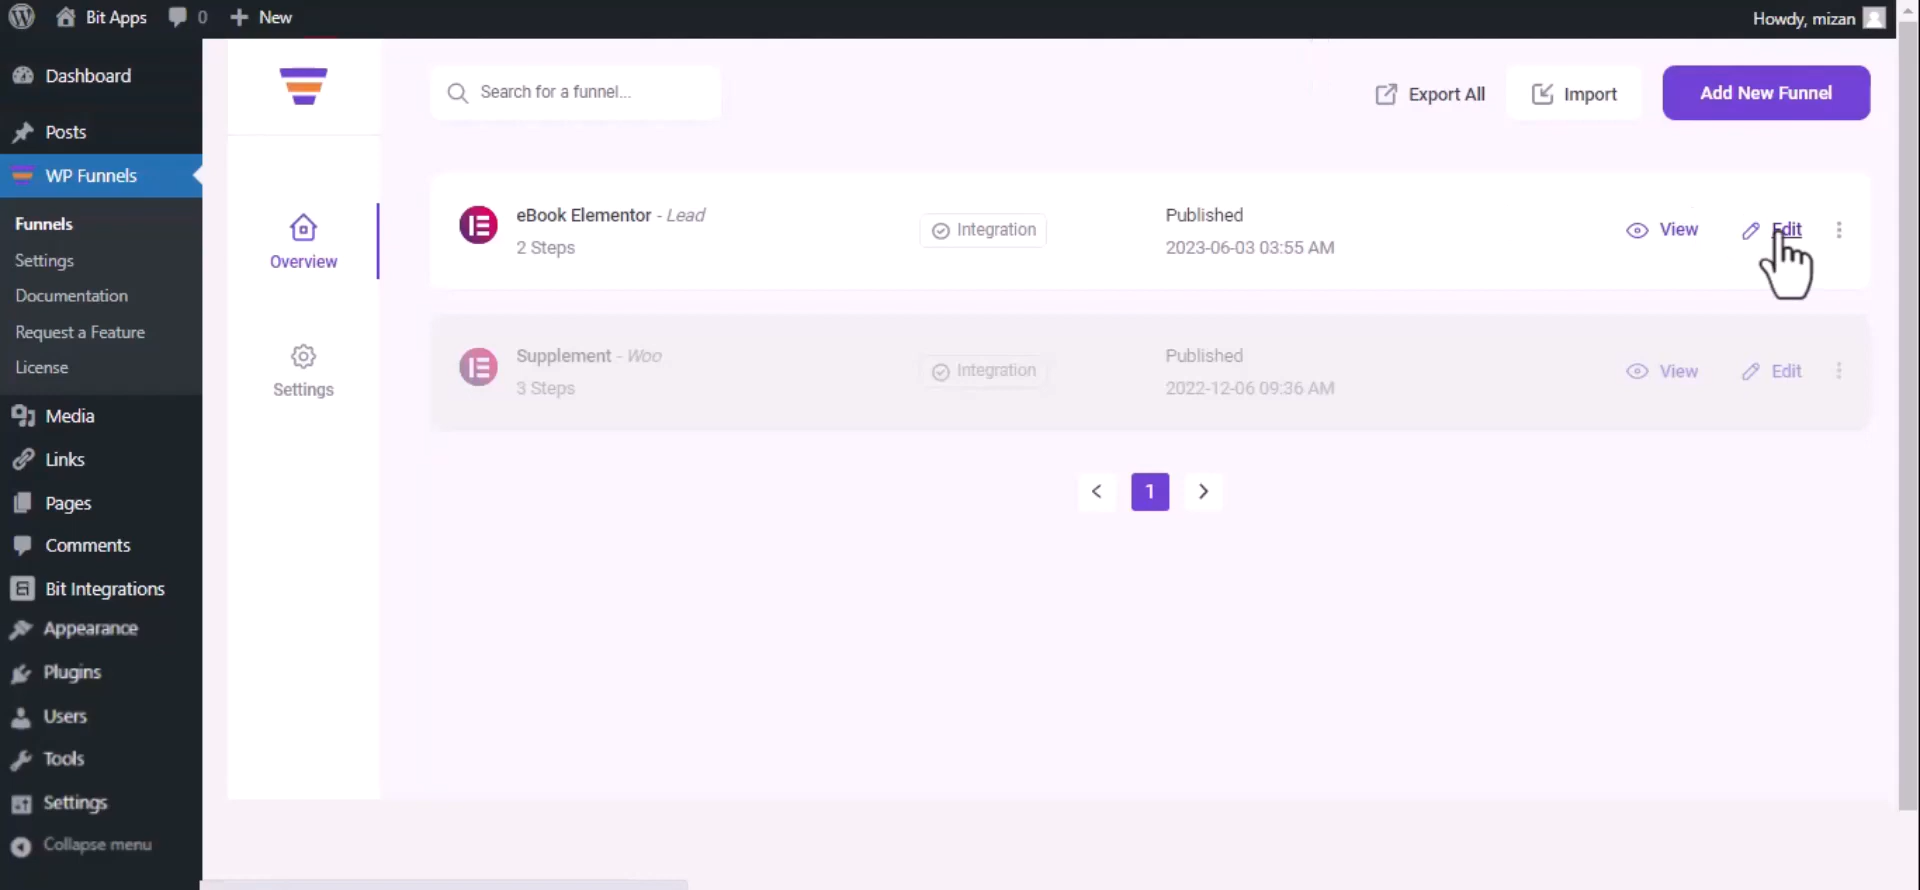 Bit Apps 0 New
Howdy, mizan
Dashboard
Posts
WP Funnels
Funnels
Settings
Documentation
Request a Feature
License
Media
Links
Pages
Comments
Bit Integrations
Appearance
Plugins
Users
Tools
Settings
Collapse menu
Overview
Settings
Search for a funnel...
Export All
Import
Add New Funnel
eBook Elementor - Lead
2 Steps
Integration
Published
2023-06-03 03:55 AM
View
Edit
Supplement - Woo
3 Steps
Integration
Published
2022-12-06 09:36 AM
View
Edit
< 1 >